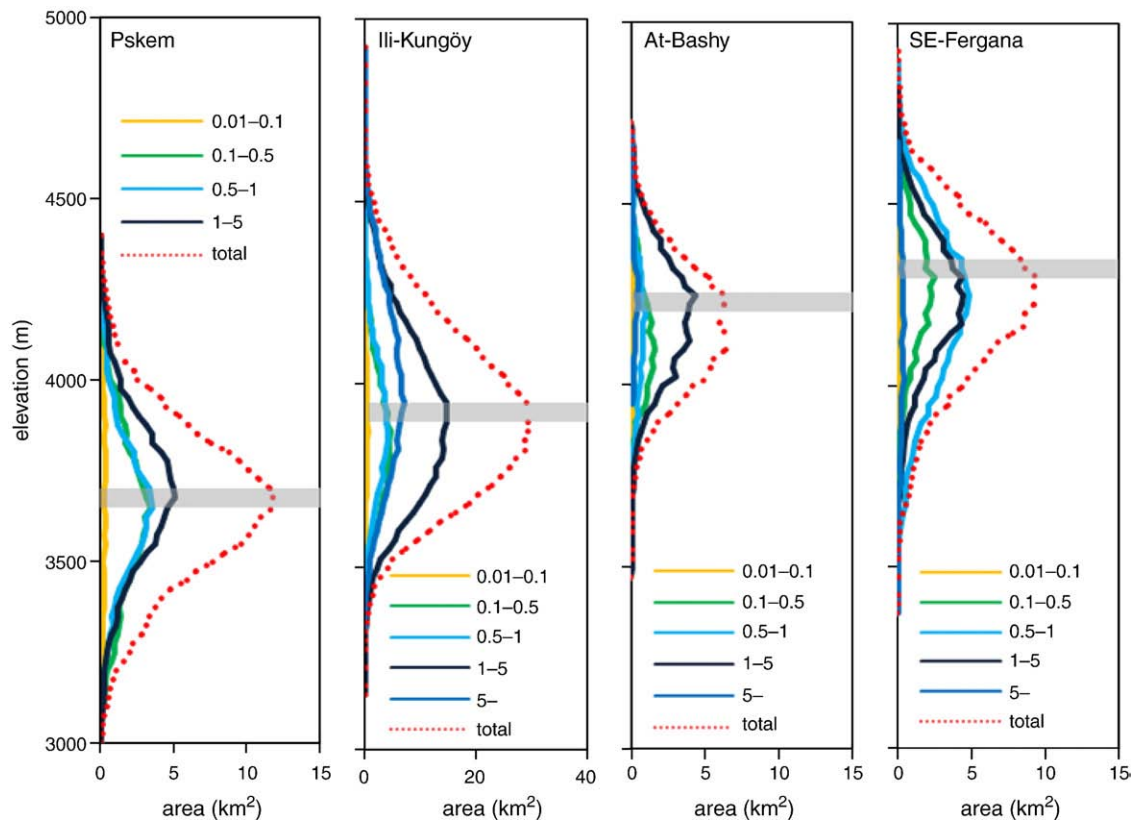 Pskem
Ili-Kungöy
At-Bashy
SE-Fergana
5000
4500
4000
3500
3000
elevation (m)
0.01–0.1
0.1–0.5
0.5–1
1–5
total
0.01–0.1
0.1–0.5
0.5–1
1–5
5–
total
0.01–0.1
0.1–0.5
0.5–1
1–5
5–
total
0.01–0.1
0.1–0.5
0.5–1
1–5
5–
total
0 5 10 15
0 20 40
0 5 10 15
0 5 10 15
area (km²)
area (km²)
area (km²)
area (km²)